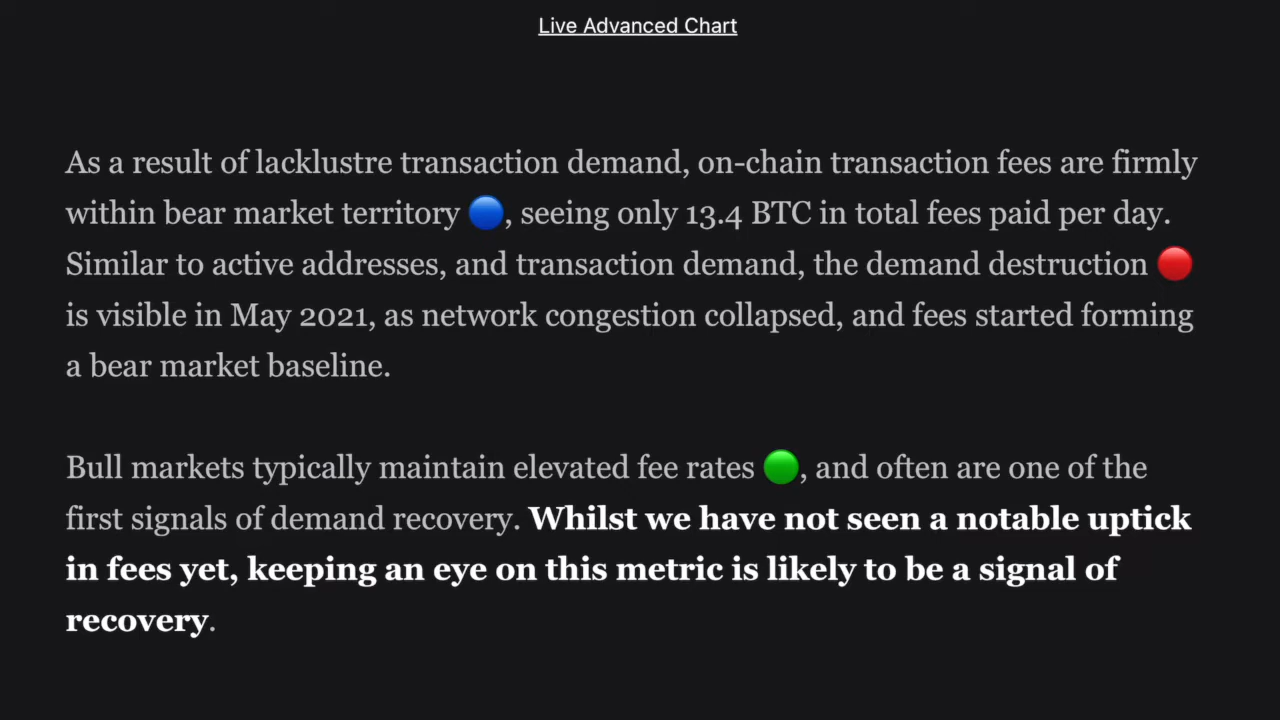 Live Advanced Chart
As a result of lacklustre transaction demand, on-chain transaction fees are firmly
within bear market territory 🔵, seeing only 13.4 BTC in total fees paid per day.
Similar to active addresses, and transaction demand, the demand destruction 🔴
is visible in May 2021, as network congestion collapsed, and fees started forming
a bear market baseline.
Bull markets typically maintain elevated fee rates 🟢, and often are one of the
first signals of demand recovery. Whilst we have not seen a notable uptick
in fees yet, keeping an eye on this metric is likely to be a signal of
recovery.